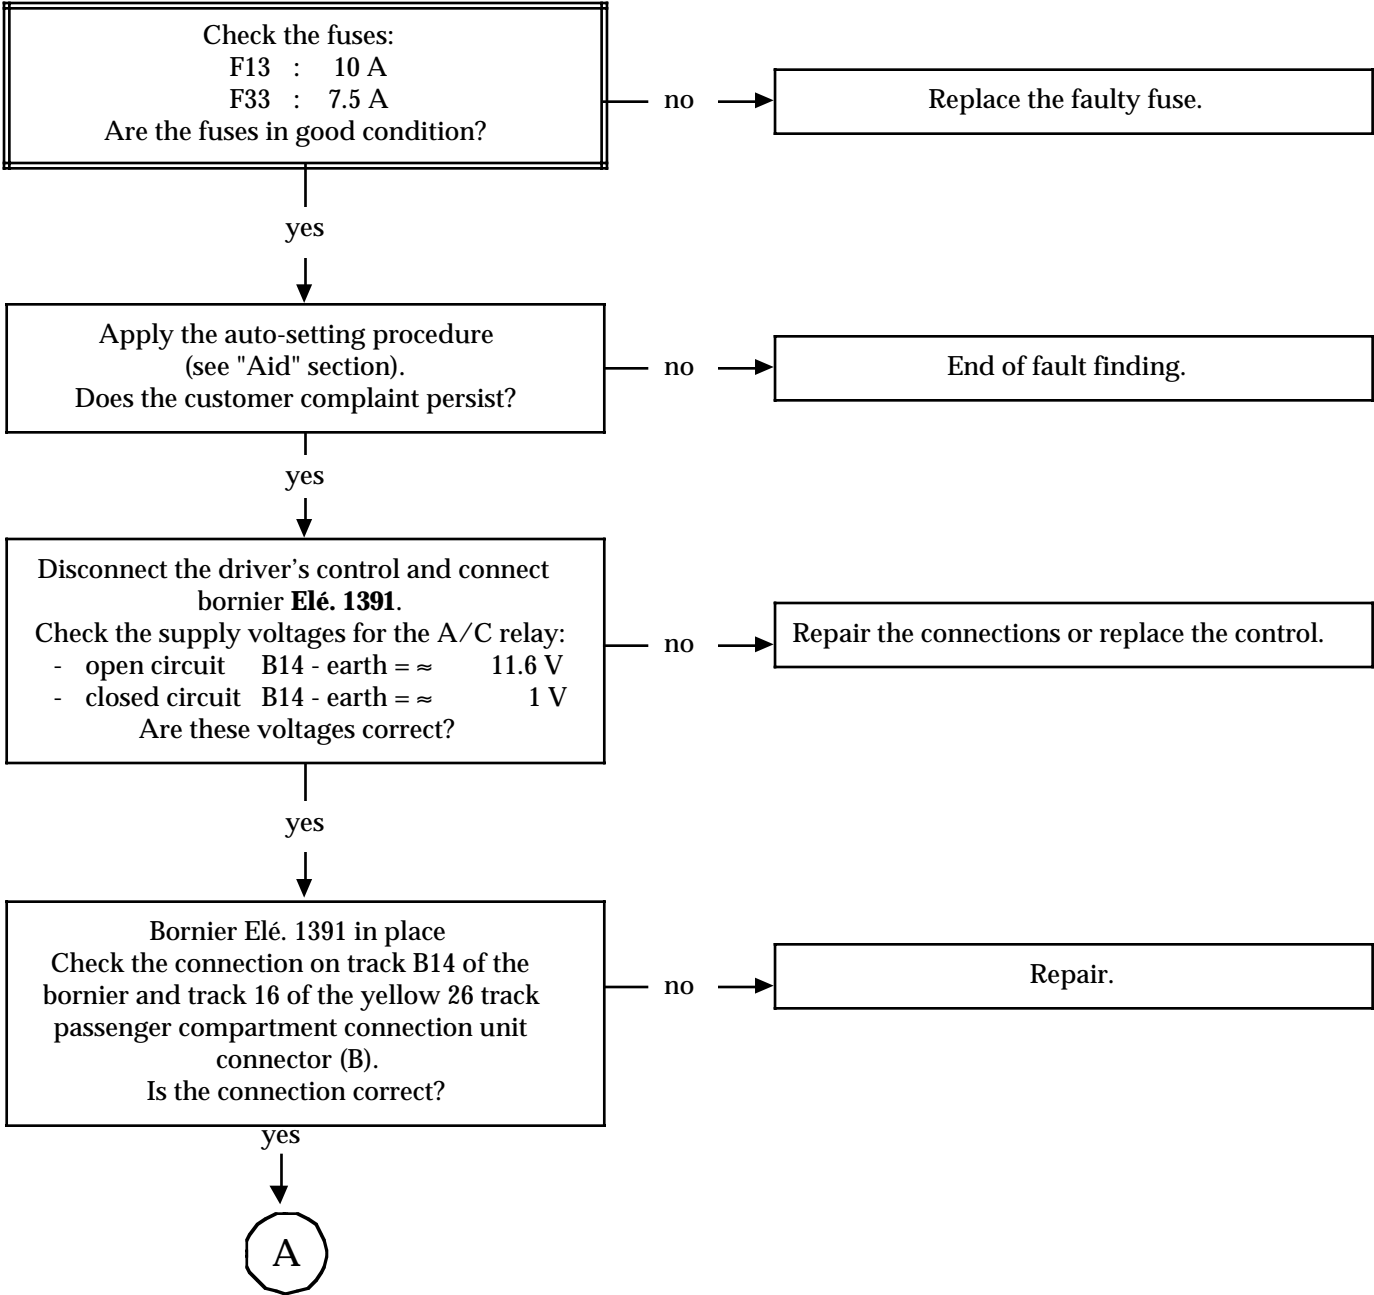 Check the fuses:
F13 : 10 A
F33 : 7.5 A
Are the fuses in good condition?
no
Replace the faulty fuse.
yes
Apply the auto-setting procedure
(see "Aid" section).
Does the customer complaint persist?
no
End of fault finding.
yes
Disconnect the driver's control and connect
bornier Elé. 1391.
Check the supply voltages for the A/C relay:
- open circuit B14 - earth = ≈ 11.6 V
- closed circuit B14 - earth = ≈ 1 V
Are these voltages correct?
no
Repair the connections or replace the control.
yes
Bornier Elé. 1391 in place
Check the connection on track B14 of the
bornier and track 16 of the yellow 26 track
passenger compartment connection unit
connector (B).
Is the connection correct?
no
Repair.
yes
A